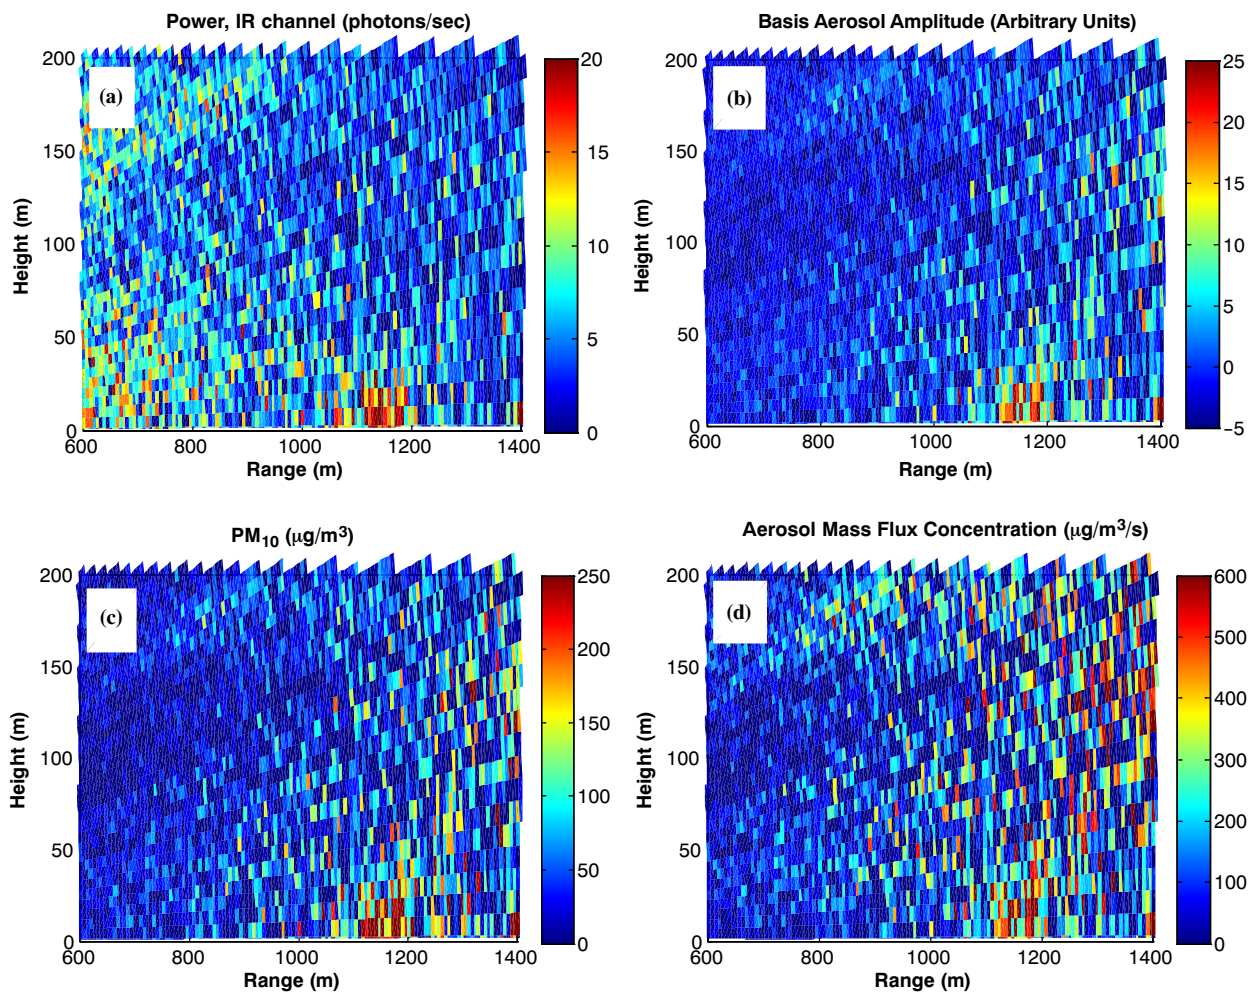 Power, IR channel (photons/sec)
(a)
200
150
100
50
0
Height (m)
600 800 1000 1200 1400
Range (m)
20
15
10
5
0
Basis Aerosol Amplitude (Arbitrary Units)
(b)
200
150
100
50
0
Height (m)
600 800 1000 1200 1400
Range (m)
25
20
15
10
5
0
−5
PM10 (μg/m³)
(c)
200
150
100
50
0
Height (m)
600 800 1000 1200 1400
Range (m)
250
200
150
100
50
0
Aerosol Mass Flux Concentration (μg/m³/s)
(d)
200
150
100
50
0
Height (m)
600 800 1000 1200 1400
Range (m)
600
500
400
300
200
100
0